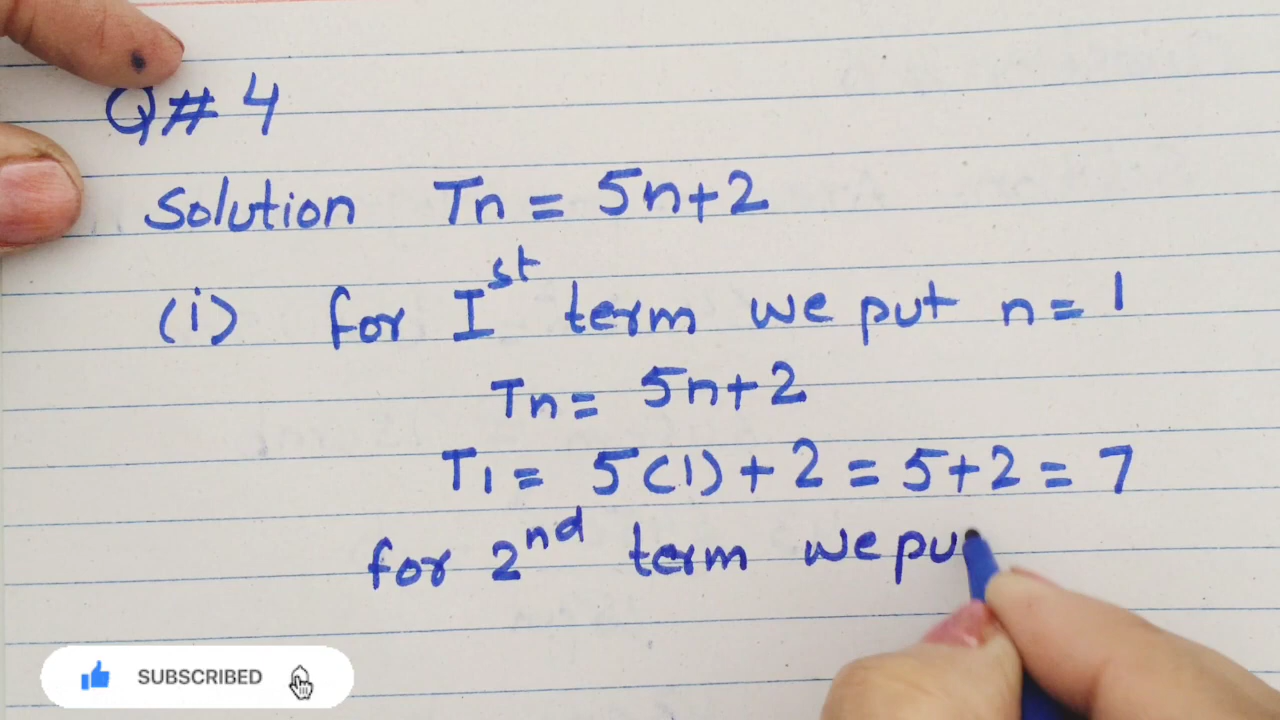 Q# 4
Solution Tn = 5n+2
(i) for Ist term we put n = 1
Tn = 5n+2
T1 = 5(1) + 2 = 5+2 = 7
for 2nd term we pu
SUBSCRIBED